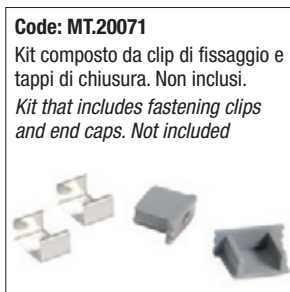 Code: MT.20071
Kit composto da clip di fissaggio e
tappi di chiusura. Non inclusi.
Kit that includes fastening clips
and end caps. Not included